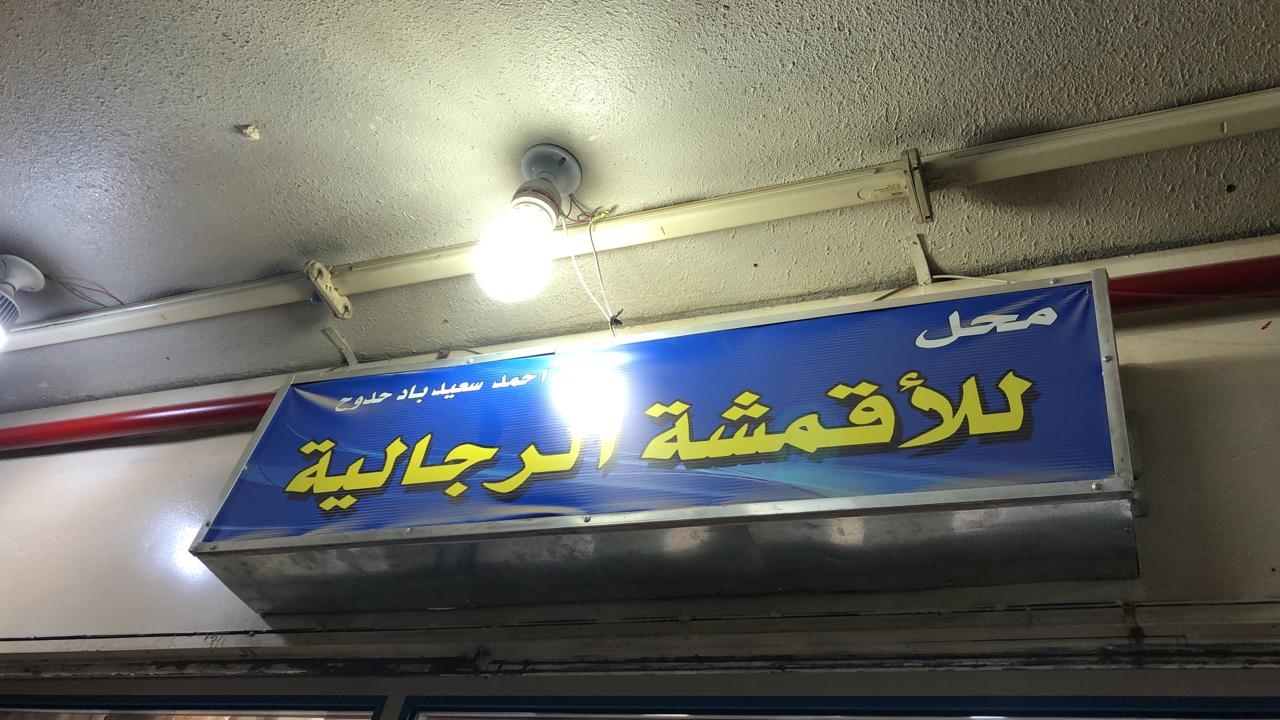 محل
احمد سعيد باد حدوح
للأقمشة الرجالية